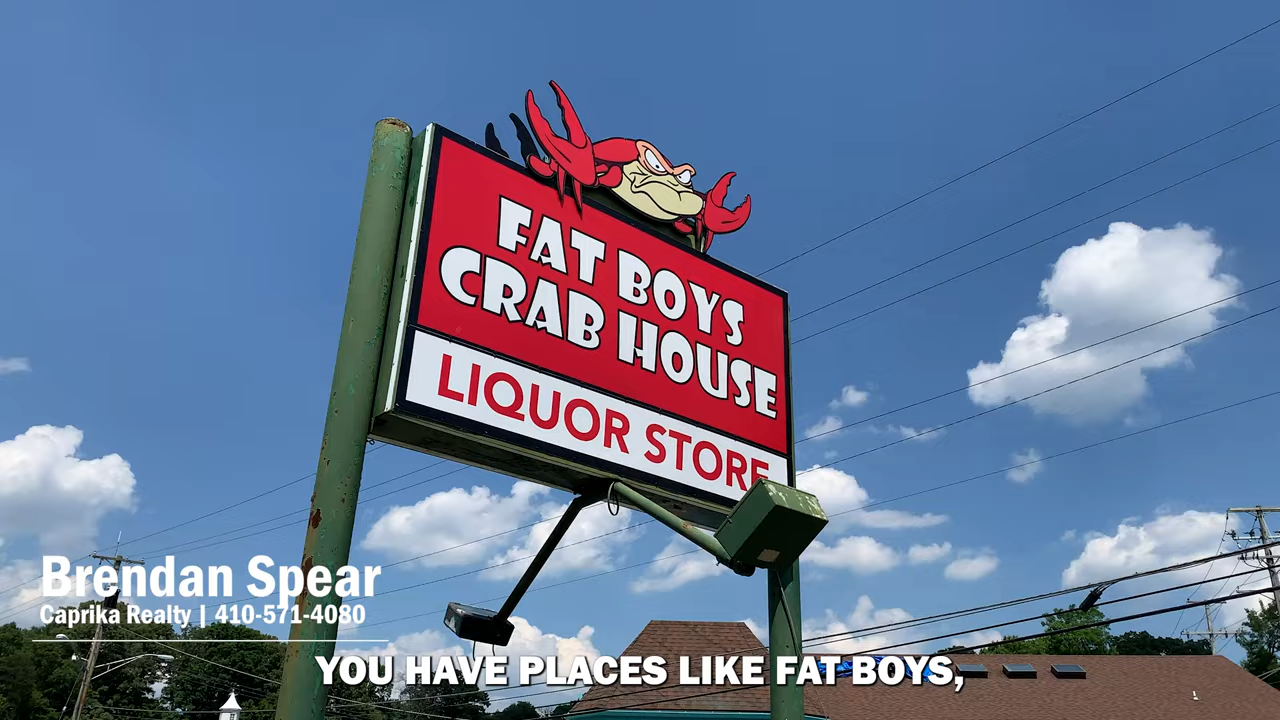 FAT BOYS
CRAB HOUSE
LIQUOR STORE
Brendan Spear
Caprika Realty | 410-571-4080
YOU HAVE PLACES LIKE FAT BOYS,